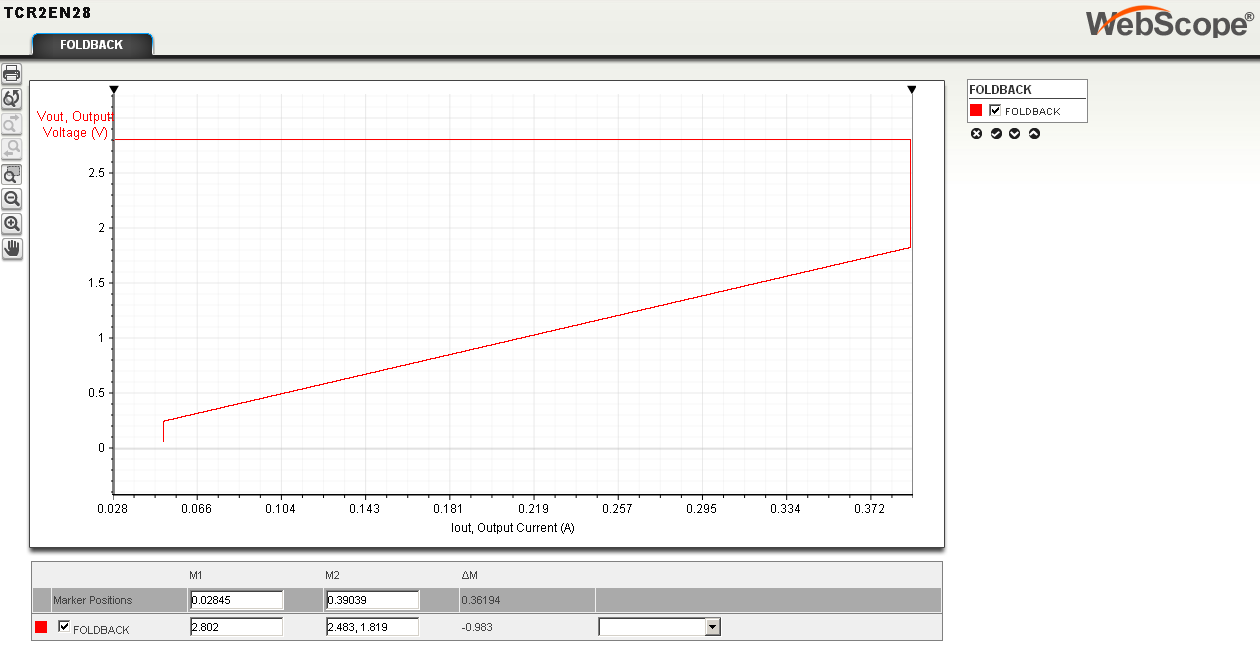 TCR2EN28
WebScope®
FOLDBACK
Vout, Output
Voltage (V)
2.5
2
1.5
1
0.5
0
0.028 0.066 0.104 0.143 0.181 0.219 0.257 0.295 0.334 0.372
Iout, Output Current (A)
FOLDBACK
FOLDBACK
M1 M2 ΔM
Marker Positions 0.02845 0.39039 0.36194
FOLDBACK 2.802 2.483, 1.819 -0.983